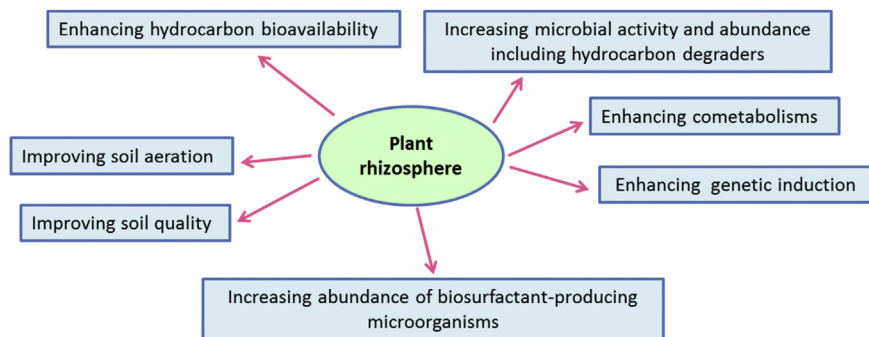 Enhancing hydrocarbon bioavailability
Increasing microbial activity and abundance
including hydrocarbon degraders
Enhancing cometabolisms
Plant
rhizosphere
Improving soil aeration
Enhancing genetic induction
Improving soil quality
Increasing abundance of biosurfactant-producing
microorganisms